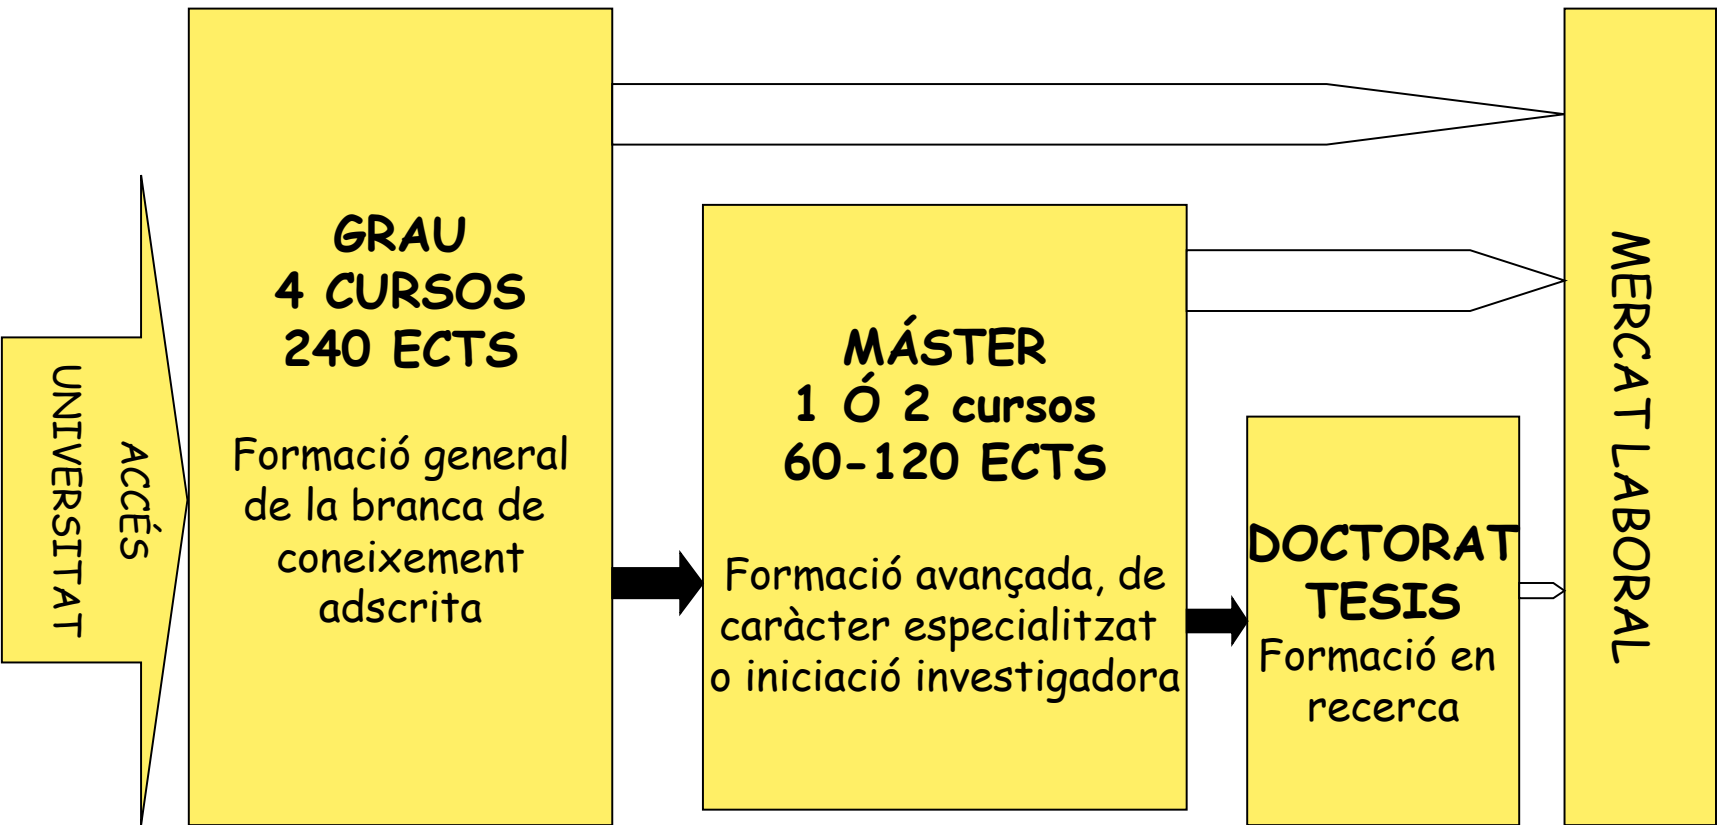 ACCÉS
UNIVERSITAT
GRAU
4 CURSOS
240 ECTS
Formació general
de la branca de
coneixement
adscrita
MÁSTER
1 Ó 2 cursos
60-120 ECTS
Formació avançada, de
caràcter especialitzat
o iniciació investigadora
DOCTORAT
TESIS
Formació en
recerca
MERCAT LABORAL